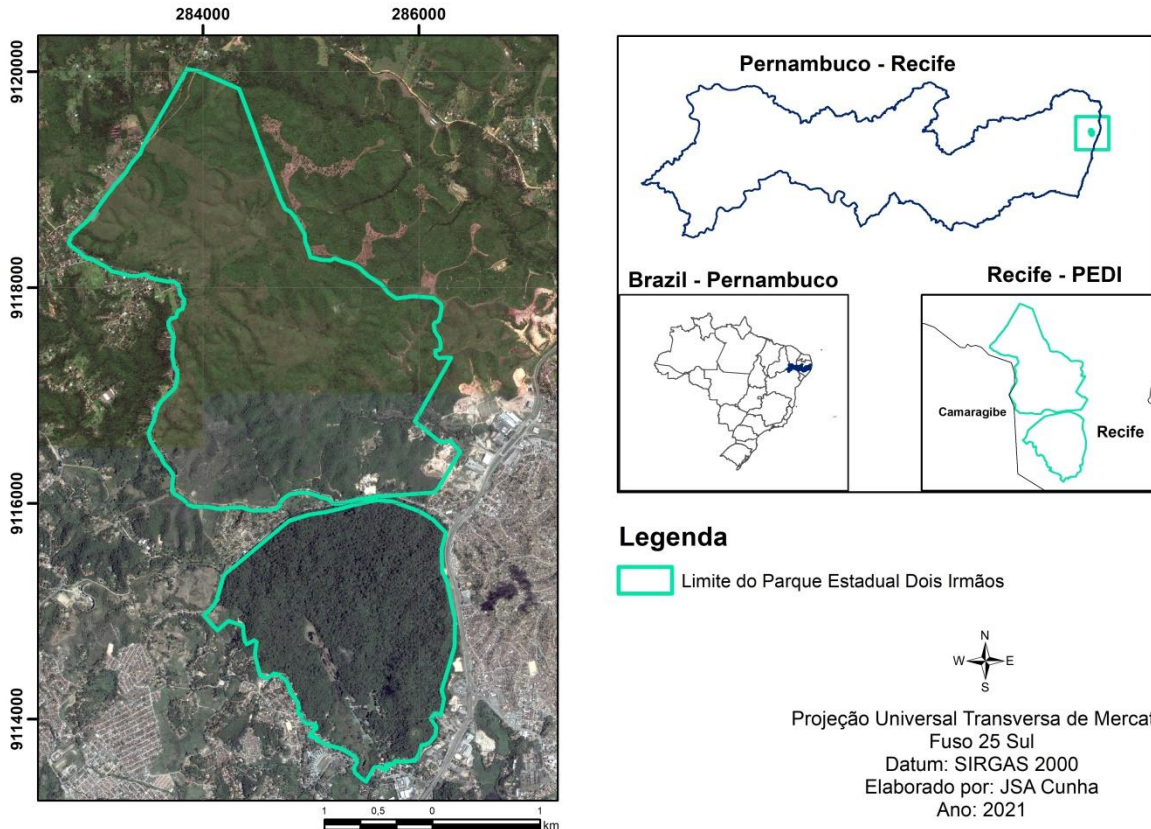 284000
286000
9120000
9118000
9116000
9114000
1
0,5
0
1
km
Pernambuco - Recife
Brazil - Pernambuco
Recife - PEDI
Camaragibe
Recife
Legenda
Limite do Parque Estadual Dois Irmãos
N
W
E
S
Projeção Universal Transversa de Mercat
Fuso 25 Sul
Datum: SIRGAS 2000
Elaborado por: JSA Cunha
Ano: 2021